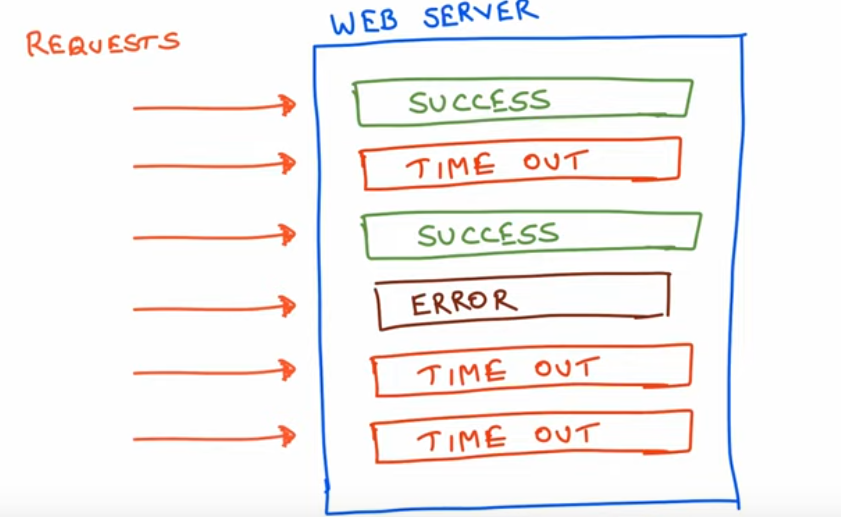 WEB SERVER
REQUESTS
SUCCESS
TIME OUT
SUCCESS
ERROR
TIME OUT
TIME OUT